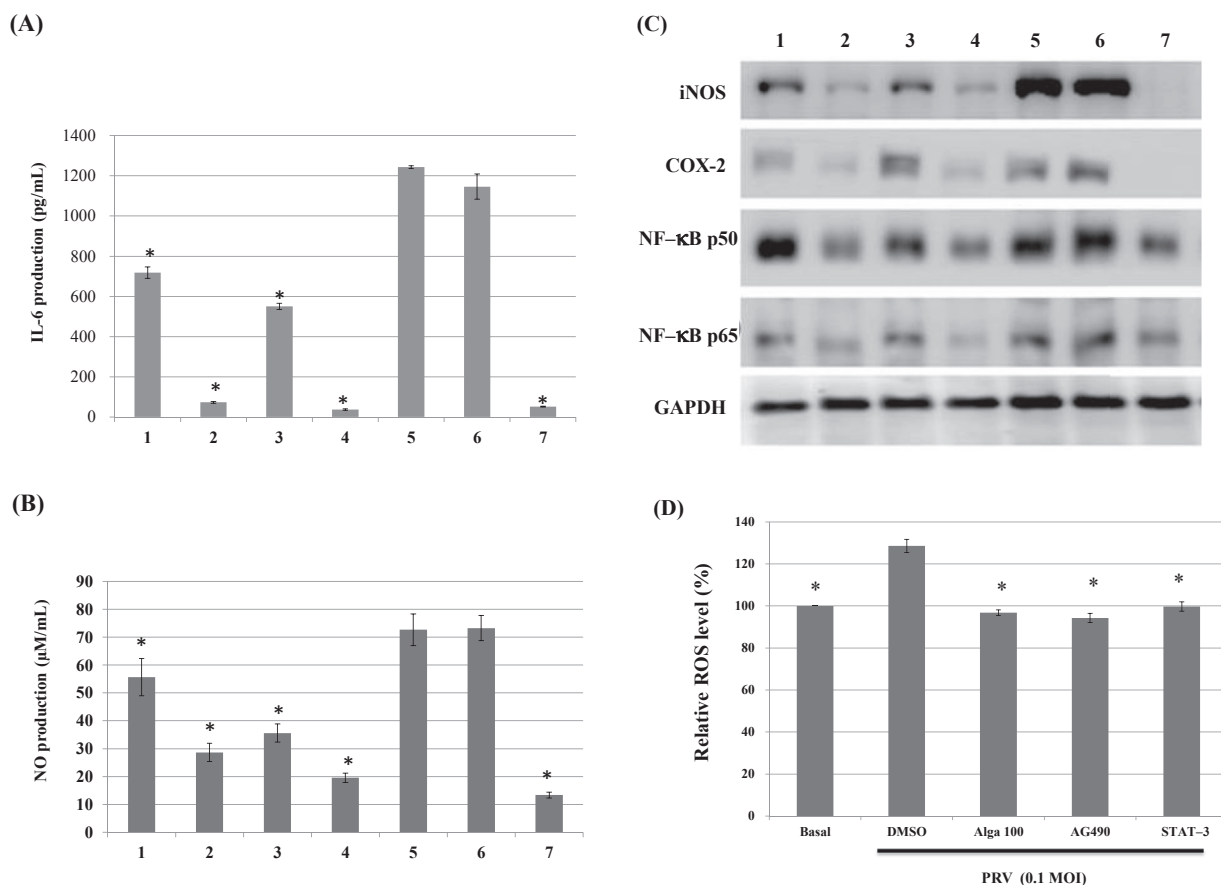 (A)
IL-6 production (pg/mL)
1400
1200
1000
800
600
400
200
0
* * * * *
1 2 3 4 5 6 7
(B)
NO production (µM/mL)
90
80
70
60
50
40
30
20
10
0
* * * * *
1 2 3 4 5 6 7
(C)
1 2 3 4 5 6 7
iNOS
COX-2
NF–κB p50
NF–κB p65
GAPDH
(D)
Relative ROS level (%)
140
120
100
80
60
40
20
0
* * * *
Basal DMSO Alga 100 AG490 STAT–3
PRV (0.1 MOI)